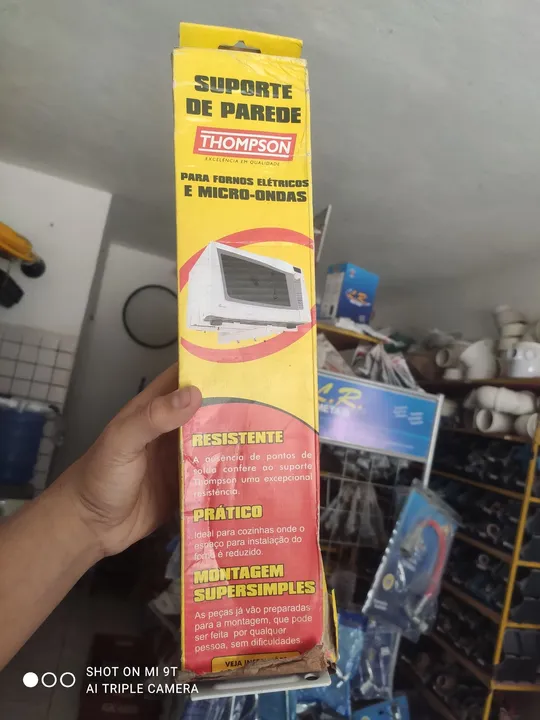 SUPORTE
DE PAREDE
THOMPSON
EXCELÊNCIA EM QUALIDADE
PARA FORNOS ELÉTRICOS
E MICRO-ONDAS
RESISTENTE
A ausência de pontos de
solda confere ao suporte
Thompson uma excepcional
resistência.
PRÁTICO
Ideal para cozinhas onde o
espaço para instalação do
forno é reduzido.
MONTAGEM
SUPERSIMPLES
As peças já vão preparadas
para a montagem, que pode
ser feita por qualquer
pessoa, sem dificuldades.
VEJA
L.R.
SHOT ON MI 9T
AI TRIPLE CAMERA